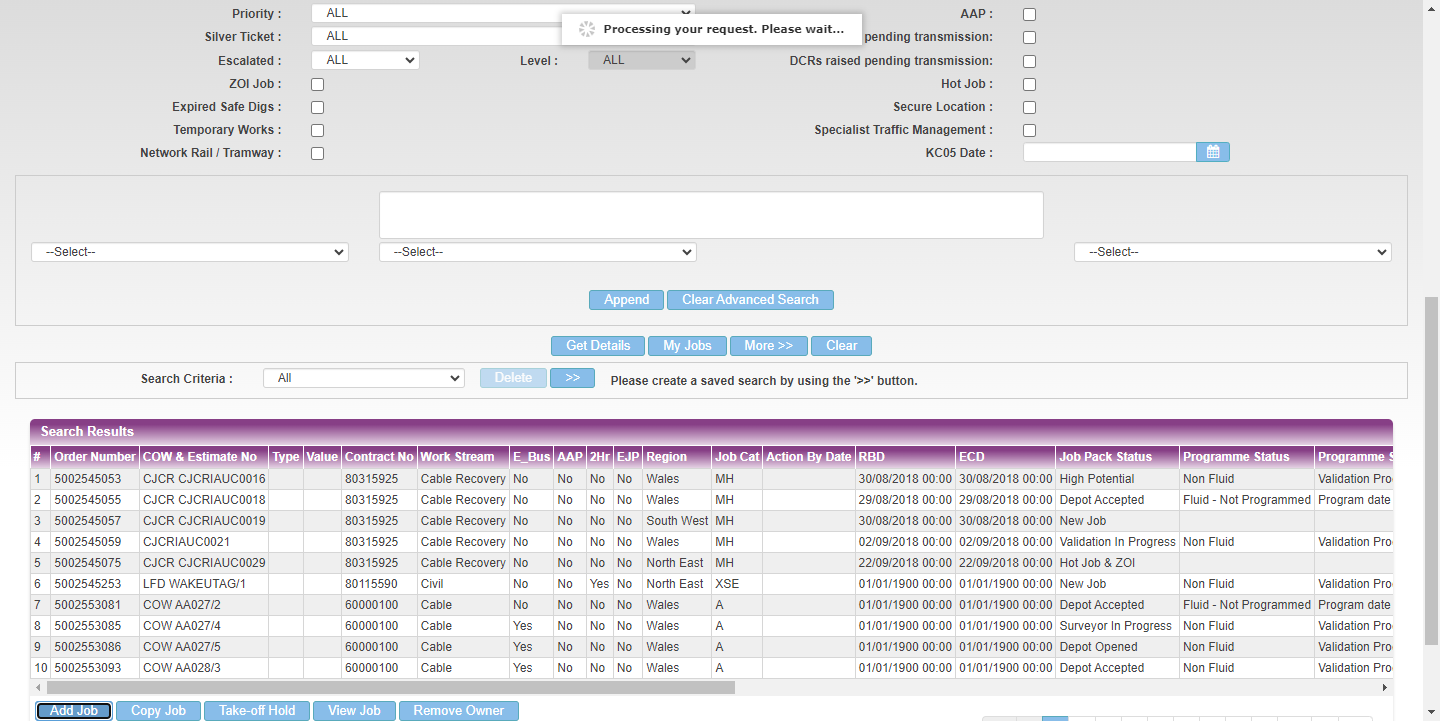 Priority : ALL AAP :
Processing your request. Please wait...
Silver Ticket : ALL pending transmission:
Escalated : ALL Level : ALL DCRs raised pending transmission:
ZOI Job : Hot Job :
Expired Safe Digs : Secure Location :
Temporary Works : Specialist Traffic Management :
Network Rail / Tramway : KC05 Date :
--Select-- --Select-- --Select--
Append Clear Advanced Search
Get Details My Jobs More >> Clear
Search Criteria : All Delete >> Please create a saved search by using the '>>' button.
Search Results
# Order Number COW & Estimate No Type Value Contract No Work Stream E_Bus AAP 2Hr EJP Region Job Cat Action By Date RBD ECD Job Pack Status Programme Status Programme S
1 5002545053 CJCR CJCRIAUC0016 80315925 Cable Recovery No No No No Wales MH 30/08/2018 00:00 30/08/2018 00:00 High Potential Non Fluid Validation Pro
2 5002545055 CJCR CJCRIAUC0018 80315925 Cable Recovery No No No No Wales MH 29/08/2018 00:00 29/08/2018 00:00 Depot Accepted Fluid - Not Programmed Program date
3 5002545057 CJCR CJCRIAUC0019 80315925 Cable Recovery No No No No South West MH 30/08/2018 00:00 30/08/2018 00:00 New Job
4 5002545059 CJCRIAUC0021 80315925 Cable Recovery No No No No Wales MH 02/09/2018 00:00 02/09/2018 00:00 Validation In Progress Non Fluid Validation Pro
5 5002545075 CJCR CJCRIAUC0029 80315925 Cable Recovery No No No No North East MH 22/09/2018 00:00 22/09/2018 00:00 Hot Job & ZOI
6 5002545253 LFD WAKEUTAG/1 80115590 Civil No No Yes No North East XSE 01/01/1900 00:00 01/01/1900 00:00 New Job Non Fluid Validation Pro
7 5002553081 COW AA027/2 60000100 Cable No No No No Wales A 01/01/1900 00:00 01/01/1900 00:00 Depot Accepted Fluid - Not Programmed Program date
8 5002553085 COW AA027/4 60000100 Cable Yes No No No Wales A 01/01/1900 00:00 01/01/1900 00:00 Surveyor In Progress Non Fluid Validation Pro
9 5002553086 COW AA027/5 60000100 Cable Yes No No No Wales A 01/01/1900 00:00 01/01/1900 00:00 Depot Opened Non Fluid Validation Pro
10 5002553093 COW AA028/3 60000100 Cable Yes No No No Wales A 01/01/1900 00:00 01/01/1900 00:00 Depot Accepted Non Fluid Validation Pro
Add Job Copy Job Take-off Hold View Job Remove Owner